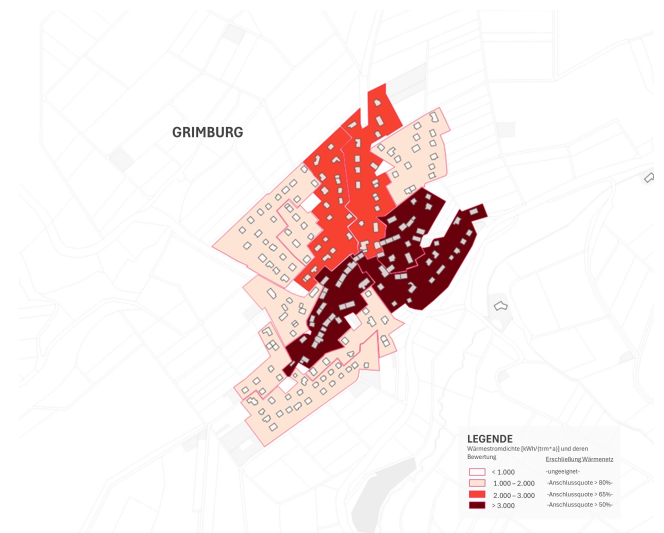 GRIMBURG
LEGENDE
Wärmestromdichte [kWh/(trm*a)] und deren
Bewertung
Erschließung Wärmenetz
< 1.000 -ungeeignet-
1.000 – 2.000 -Anschlussquote > 80%-
2.000 – 3.000 -Anschlussquote > 65%-
> 3.000 -Anschlussquote > 50%-